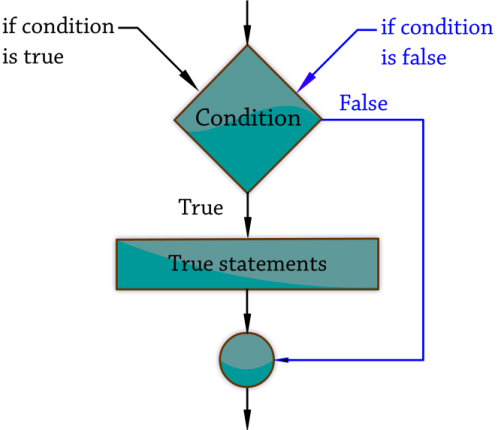 if condition
is true
if condition
is false
False
Condition
True
True statements